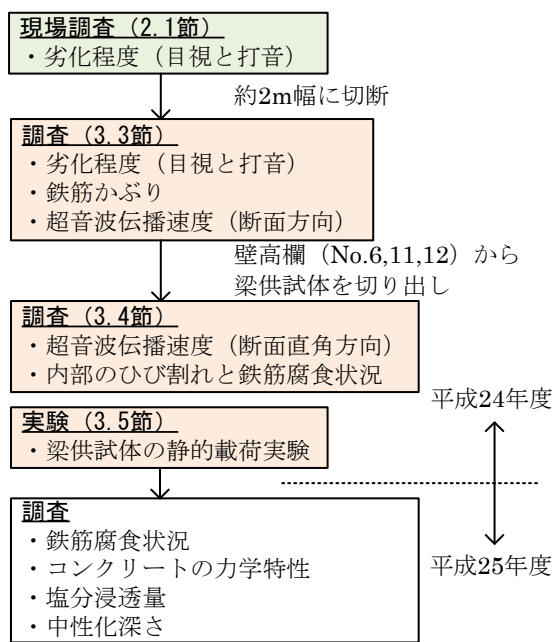 現場調査（2.1節）
・劣化程度（目視と打音）
約2m幅に切断
調査（3.3節）
・劣化程度（目視と打音）
・鉄筋かぶり
・超音波伝播速度（断面方向）
壁高欄（No.6,11,12）から
梁供試体を切り出し
調査（3.4節）
・超音波伝播速度（断面直角方向）
・内部のひび割れと鉄筋腐食状況
平成24年度
実験（3.5節）
・梁供試体の静的載荷実験
調査
・鉄筋腐食状況
・コンクリートの力学特性
平成25年度
・塩分浸透量
・中性化深さ